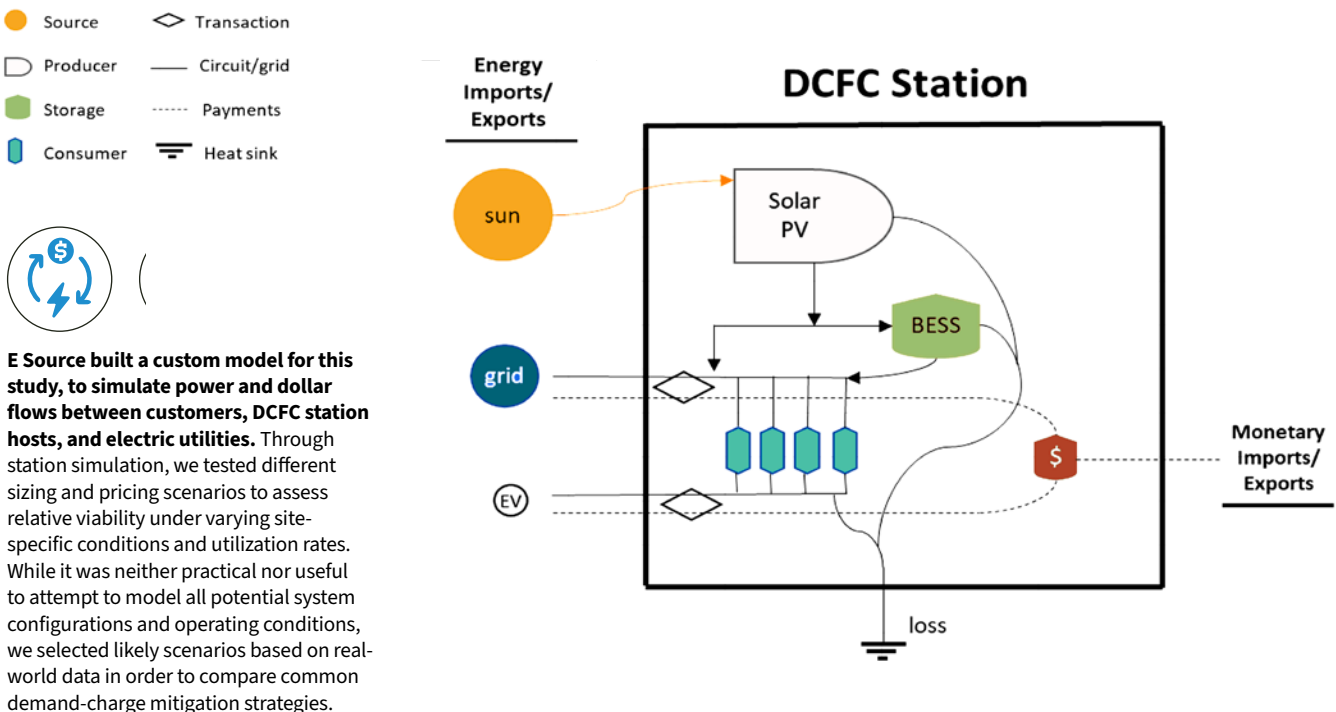 Source
Transaction
Producer
Circuit/grid
Storage
Payments
Consumer
Heat sink
$
E Source built a custom model for this
study, to simulate power and dollar
flows between customers, DCFC station
hosts, and electric utilities. Through
station simulation, we tested different
sizing and pricing scenarios to assess
relative viability under varying site-
specific conditions and utilization rates.
While it was neither practical nor useful
to attempt to model all potential system
configurations and operating conditions,
we selected likely scenarios based on real-
world data in order to compare common
demand-charge mitigation strategies.
Energy
Imports/
Exports
DCFC Station
sun
Solar
PV
BESS
grid
EV
$
Monetary
Imports/
Exports
loss